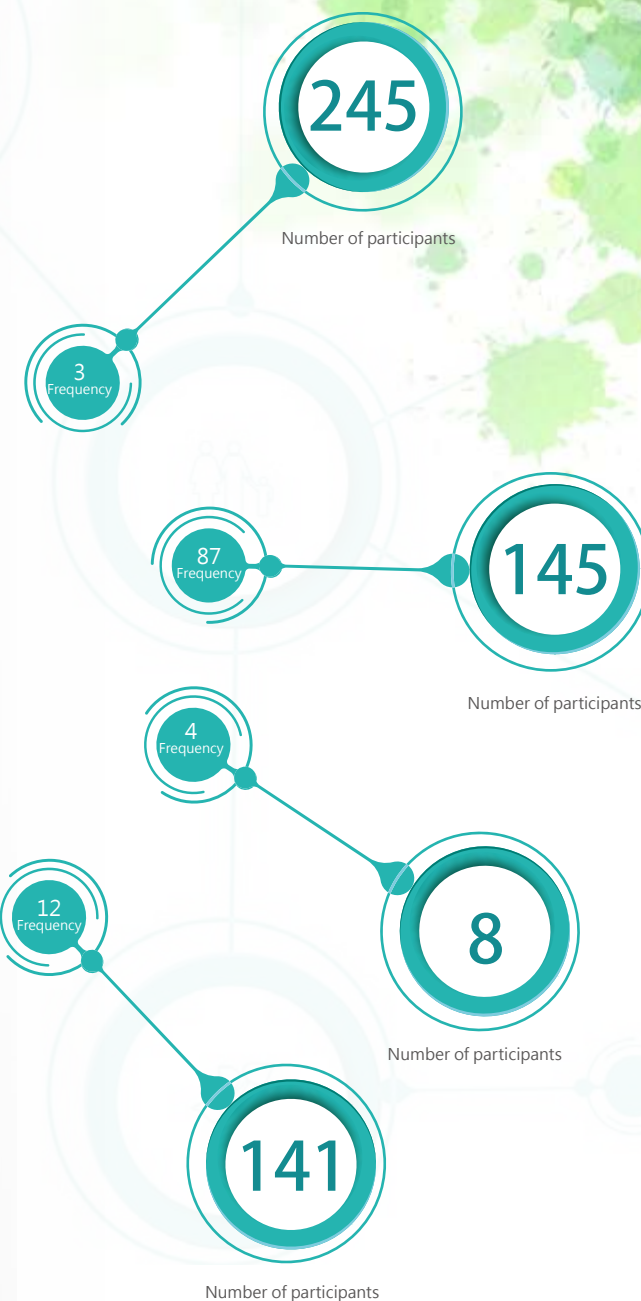 245
Number of participants
3
Frequency
87
Frequency
145
Number of participants
4
Frequency
8
Number of participants
12
Frequency
141
Number of participants